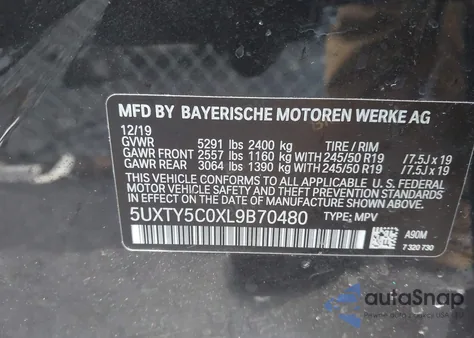 MFD BY BAYERISCHE MOTOREN WERKE AG
12/19
GVWR 5291 lbs 2400 kg TIRE / RIM
GAWR FRONT 2557 lbs 1160 kg WITH 245/50 R19 /7.5J x 19
GAWR REAR 3064 lbs 1390 kg WITH 245/50 R19 /7.5J x 19
THIS VEHICLE CONFORMS TO ALL APPLICABLE U. S. FEDERAL
MOTOR VEHICLE SAFETY STANDARDS
IN EFFECT ON THE DATE OF MANUFACTURE SHOWN ABOVE.
5UXTY5C0XL9B70480 TYPE: MPV
A90M
7 320 730
autoSnap